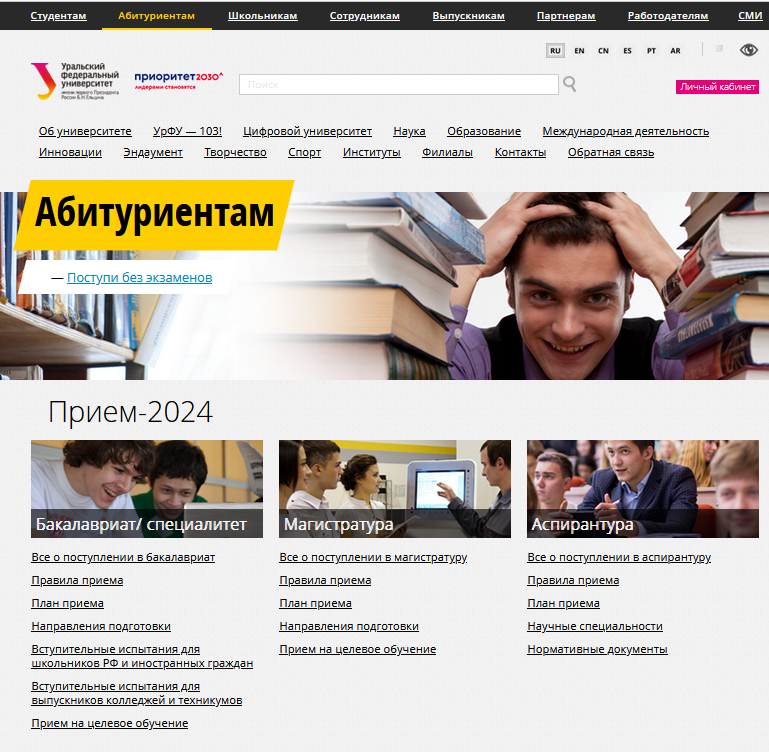 Студентам Абитуриентам Школьникам Сотрудникам Выпускникам Партнерам Работодателям СМИ
RU EN CN ES PT AR
Уральский
федеральный
университет
имени первого Президента
России Б.Н.Ельцина
приоритет2030^
лидерами становятся
Поиск
Личный кабинет
Об университете УрФУ — 103! Цифровой университет Наука Образование Международная деятельность
Инновации Эндаумент Творчество Спорт Институты Филиалы Контакты Обратная связь
Абитуриентам
— Поступи без экзаменов
Прием-2024
Бакалавриат/ специалитет
Все о поступлении в бакалавриат
Правила приема
План приема
Направления подготовки
Вступительные испытания для
школьников РФ и иностранных граждан
Вступительные испытания для
выпускников колледжей и техникумов
Прием на целевое обучение
Магистратура
Все о поступлении в магистратуру
Правила приема
План приема
Направления подготовки
Прием на целевое обучение
Аспирантура
Все о поступлении в аспирантуру
Правила приема
План приема
Научные специальности
Нормативные документы